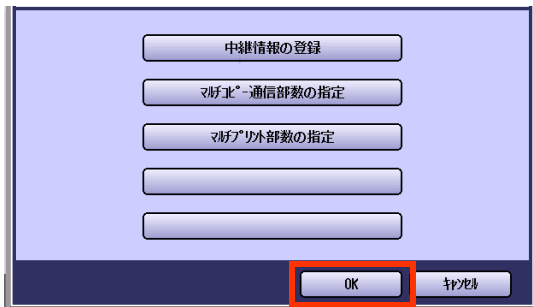 中継情報の登録
ﾏﾙﾁｺﾋﾟｰ通信部数の指定
ﾏﾙﾁﾌﾟﾘﾝﾄ部数の指定
OK
ｷｬﾝｾﾙ